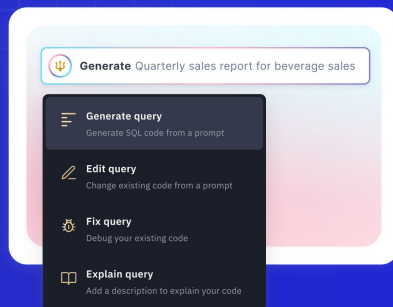 Generate Quarterly sales report for beverage sales
Generate query
Generate SQL code from a prompt
Edit query
Change existing code from a prompt
Fix query
Debug your existing code
Explain query
Add a description to explain your code